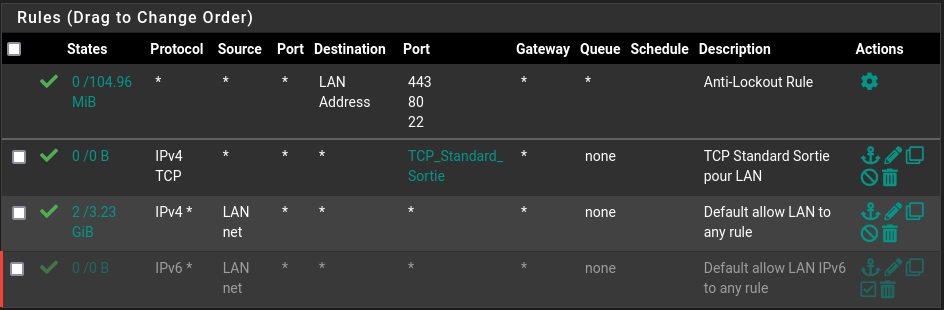 Rules (Drag to Change Order)
States Protocol Source Port Destination Port Gateway Queue Schedule Description Actions
0 /104.96 MiB * * * LAN Address 443 80 22 * * Anti-Lockout Rule
0 /0 B IPv4 TCP * * * TCP_Standard_Sortie * none TCP Standard Sortie pour LAN
2 /3.23 GiB IPv4 * LAN net * * * * none Default allow LAN to any rule
0 /0 B IPv6 * LAN net * * * * none Default allow LAN IPv6 to any rule